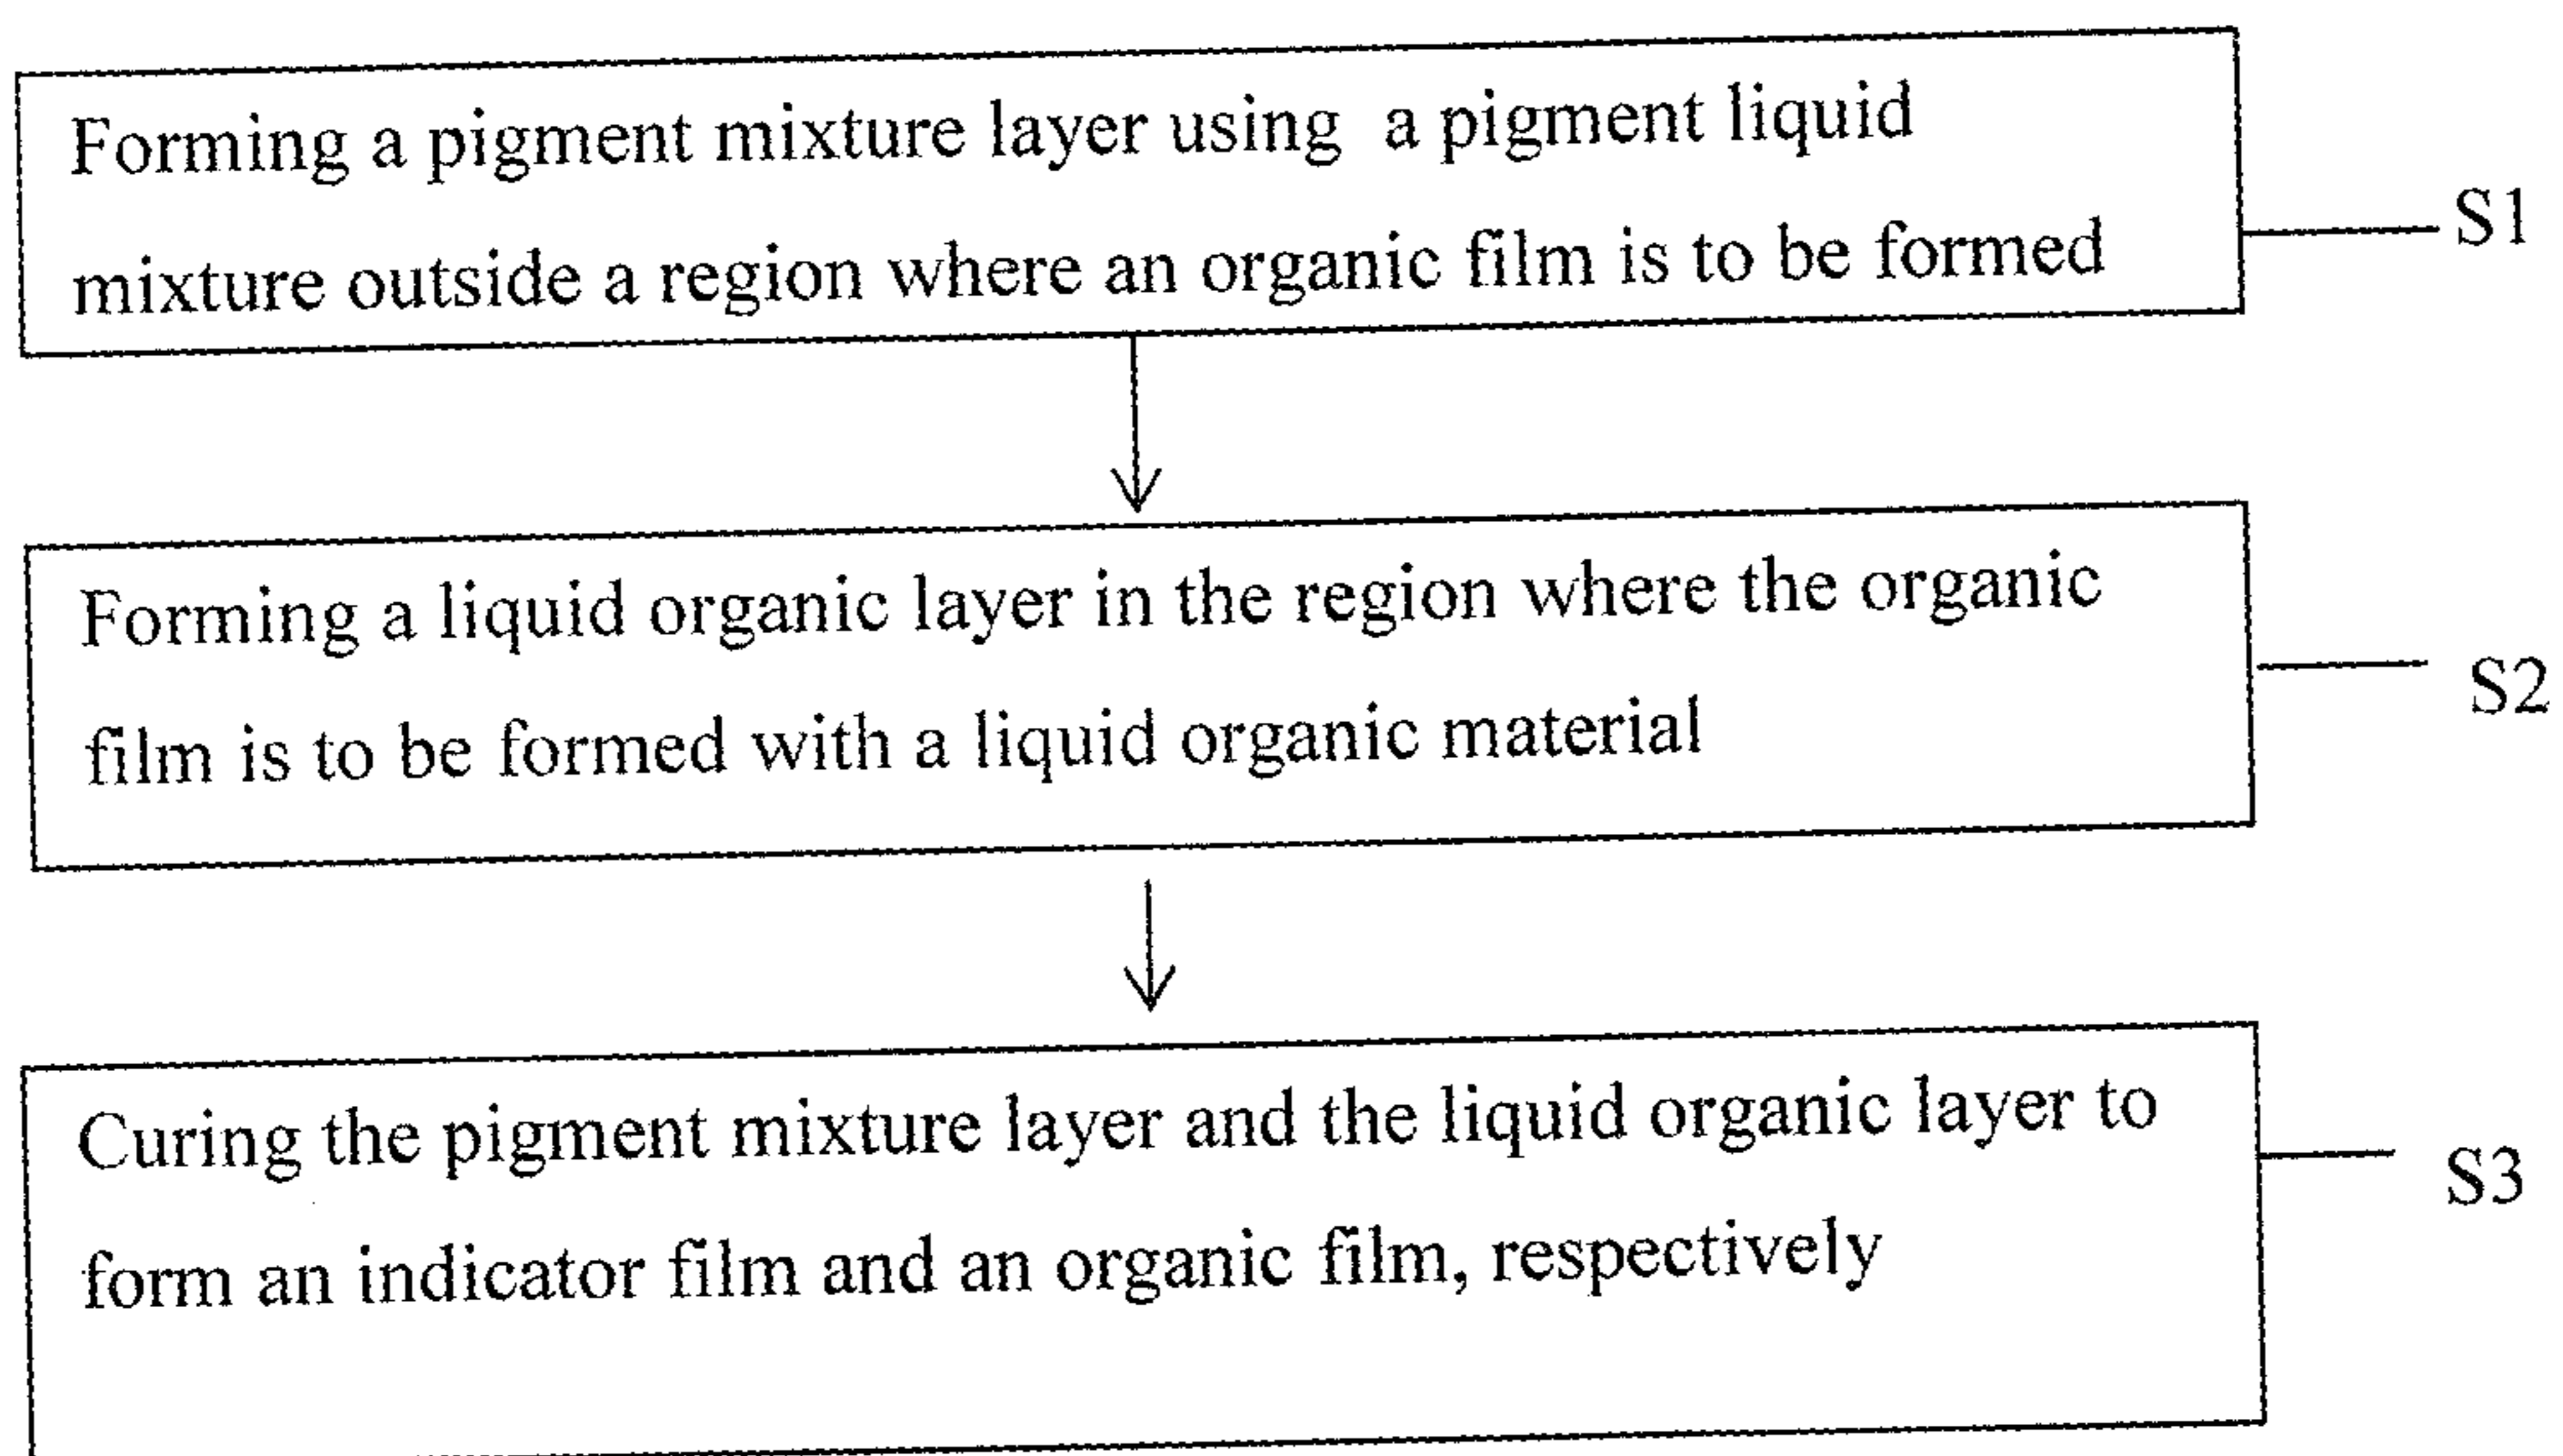 Forming a pigment mixture layer using a pigment liquid
mixture outside a region where an organic film is to be formed
S1
Forming a liquid organic layer in the region where the organic
film is to be formed with a liquid organic material
S2
Curing the pigment mixture layer and the liquid organic layer to
form an indicator film and an organic film, respectively
S3